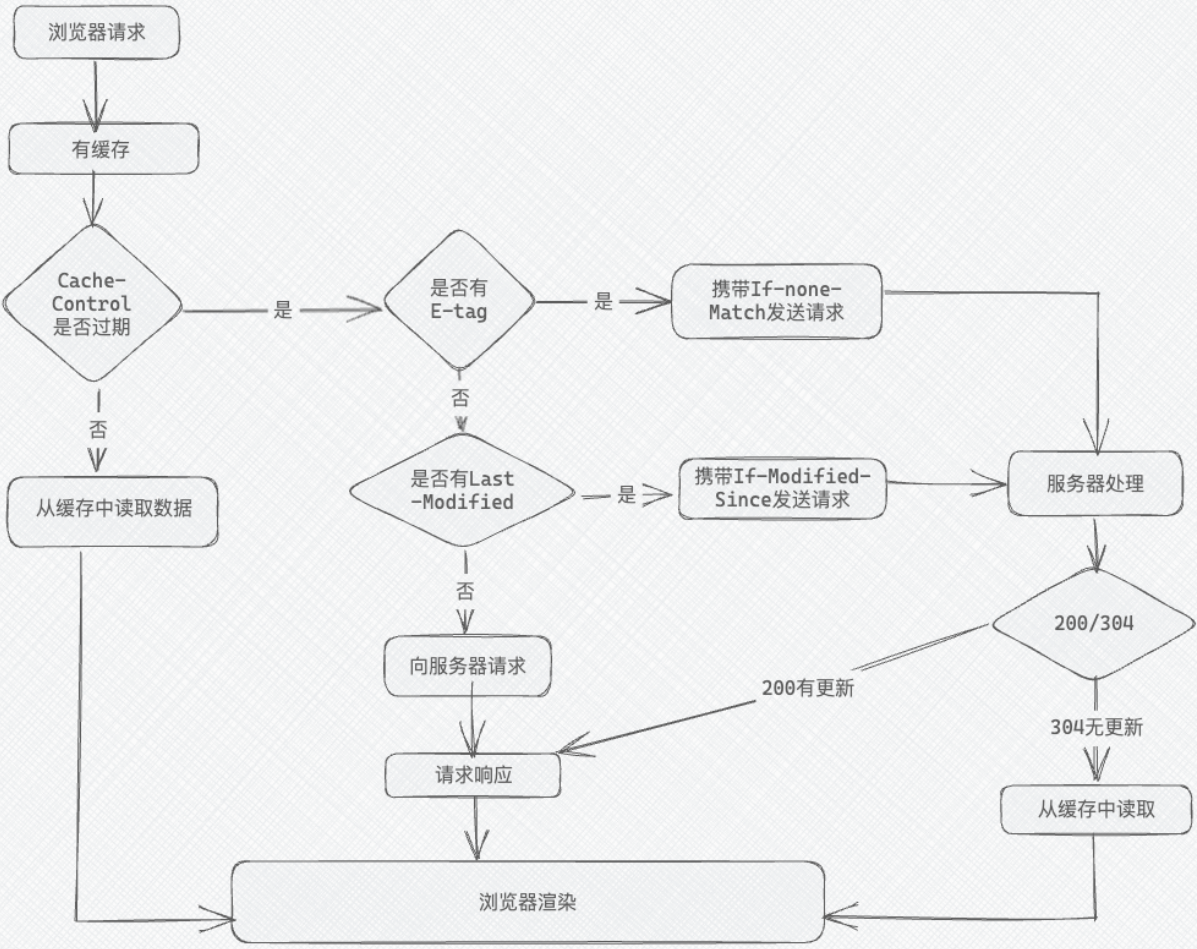 浏览器请求
有缓存
Cache-
Control
是否过期
是
是否有
E-tag
是
携带If-none-
Match发送请求
否
否
从缓存中读取数据
是否有Last
-Modified
是
携带If-Modified-
Since发送请求
服务器处理
否
200/304
向服务器请求
200有更新
304无更新
请求响应
从缓存中读取
浏览器渲染